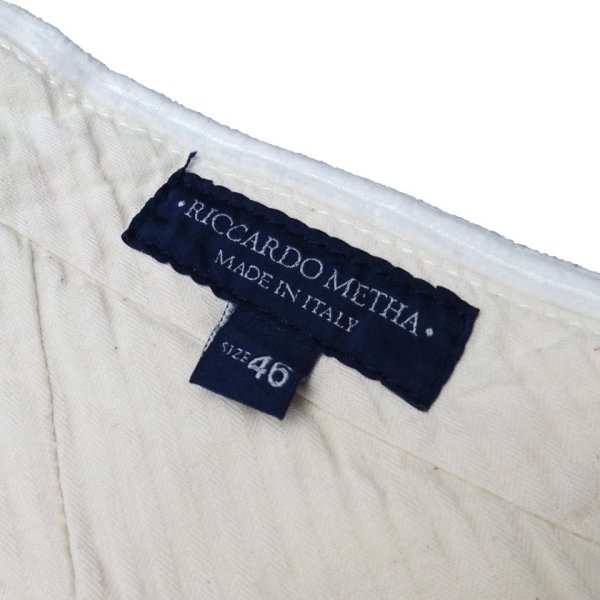 · RICCARDO METHA ·
MADE IN ITALY
SIZE 46